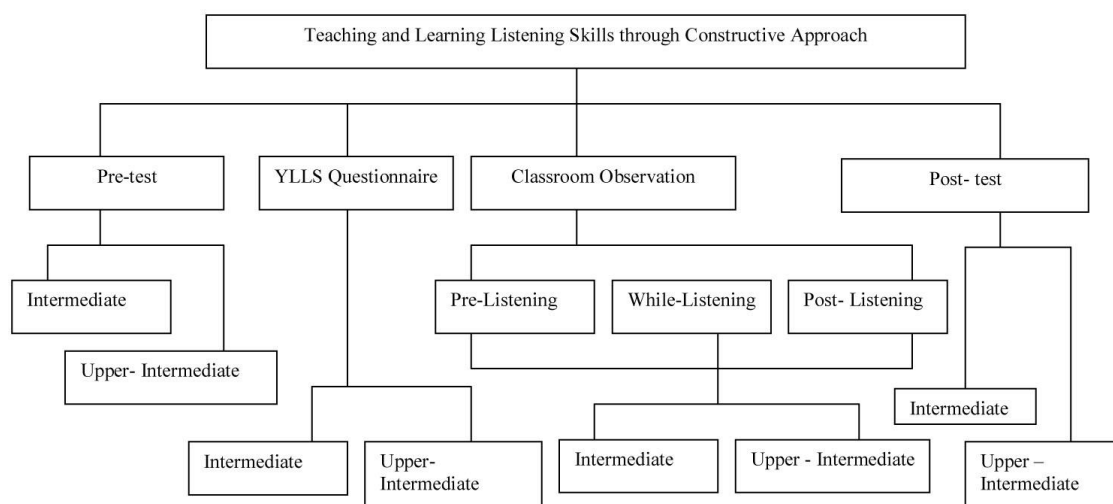 Teaching and Learning Listening Skills through Constructive Approach
Pre-test
YLLS Questionnaire
Classroom Observation
Post- test
Intermediate
Upper- Intermediate
Pre-Listening
While-Listening
Post- Listening
Intermediate
Upper-
Intermediate
Intermediate
Upper - Intermediate
Intermediate
Upper –
Intermediate